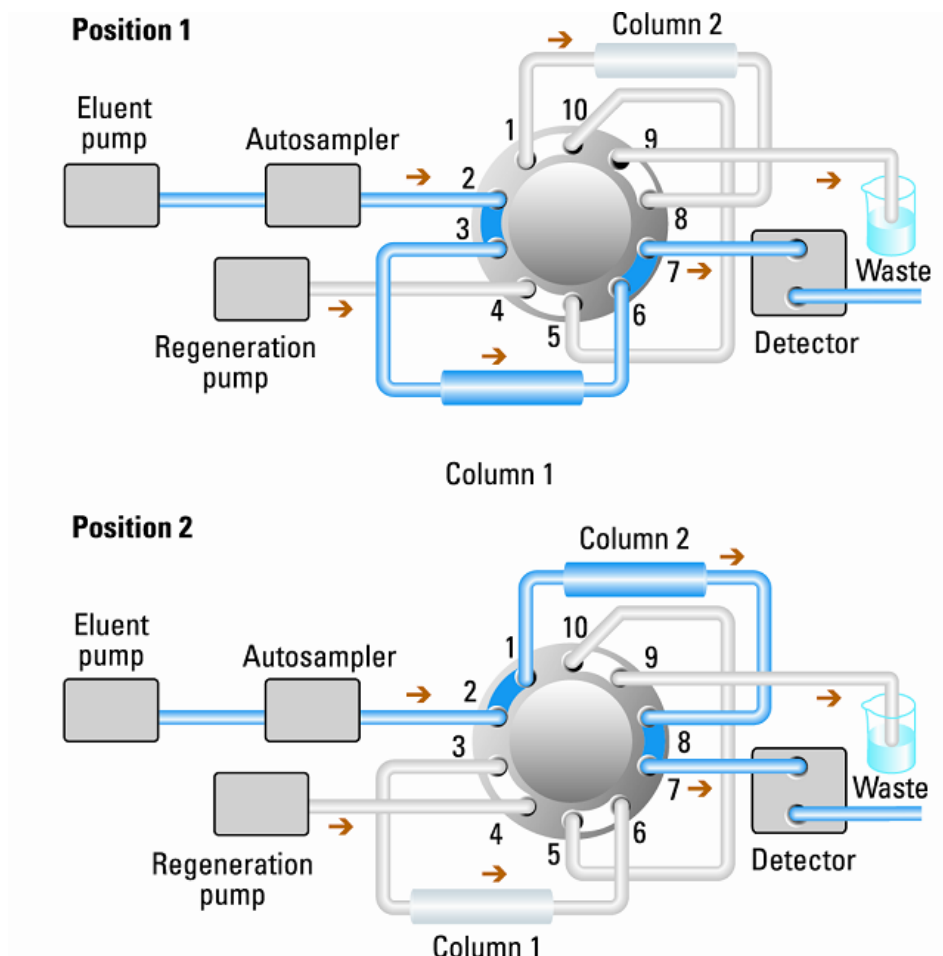 Position 1
Column 2
Eluent
pump
Autosampler
10
1
9
2
3
8
7
Waste
4
6
5
Regeneration
pump
Detector
Column 1
Position 2
Column 2
Eluent
pump
Autosampler
10
1
9
2
3
8
7
Waste
4
6
5
Regeneration
pump
Detector
Column 1